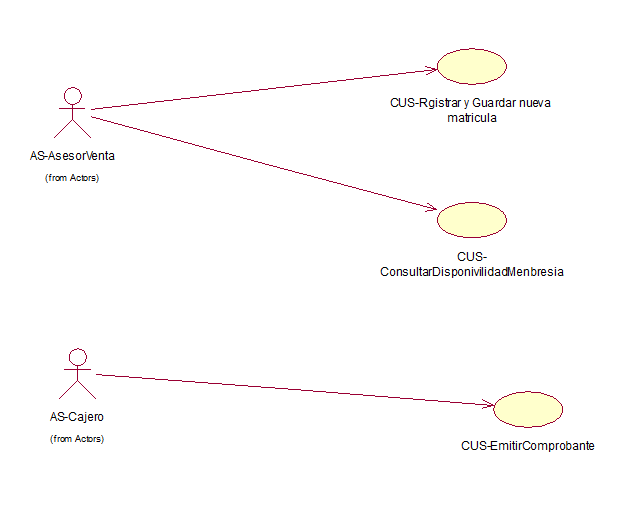 CUS-Rgistrar y Guardar nueva
matricula
AS-AsesorVenta
(from Actors)
CUS-
ConsultarDisponivilidadMenbresia
AS-Cajero
(from Actors)
CUS-EmitirComprobante